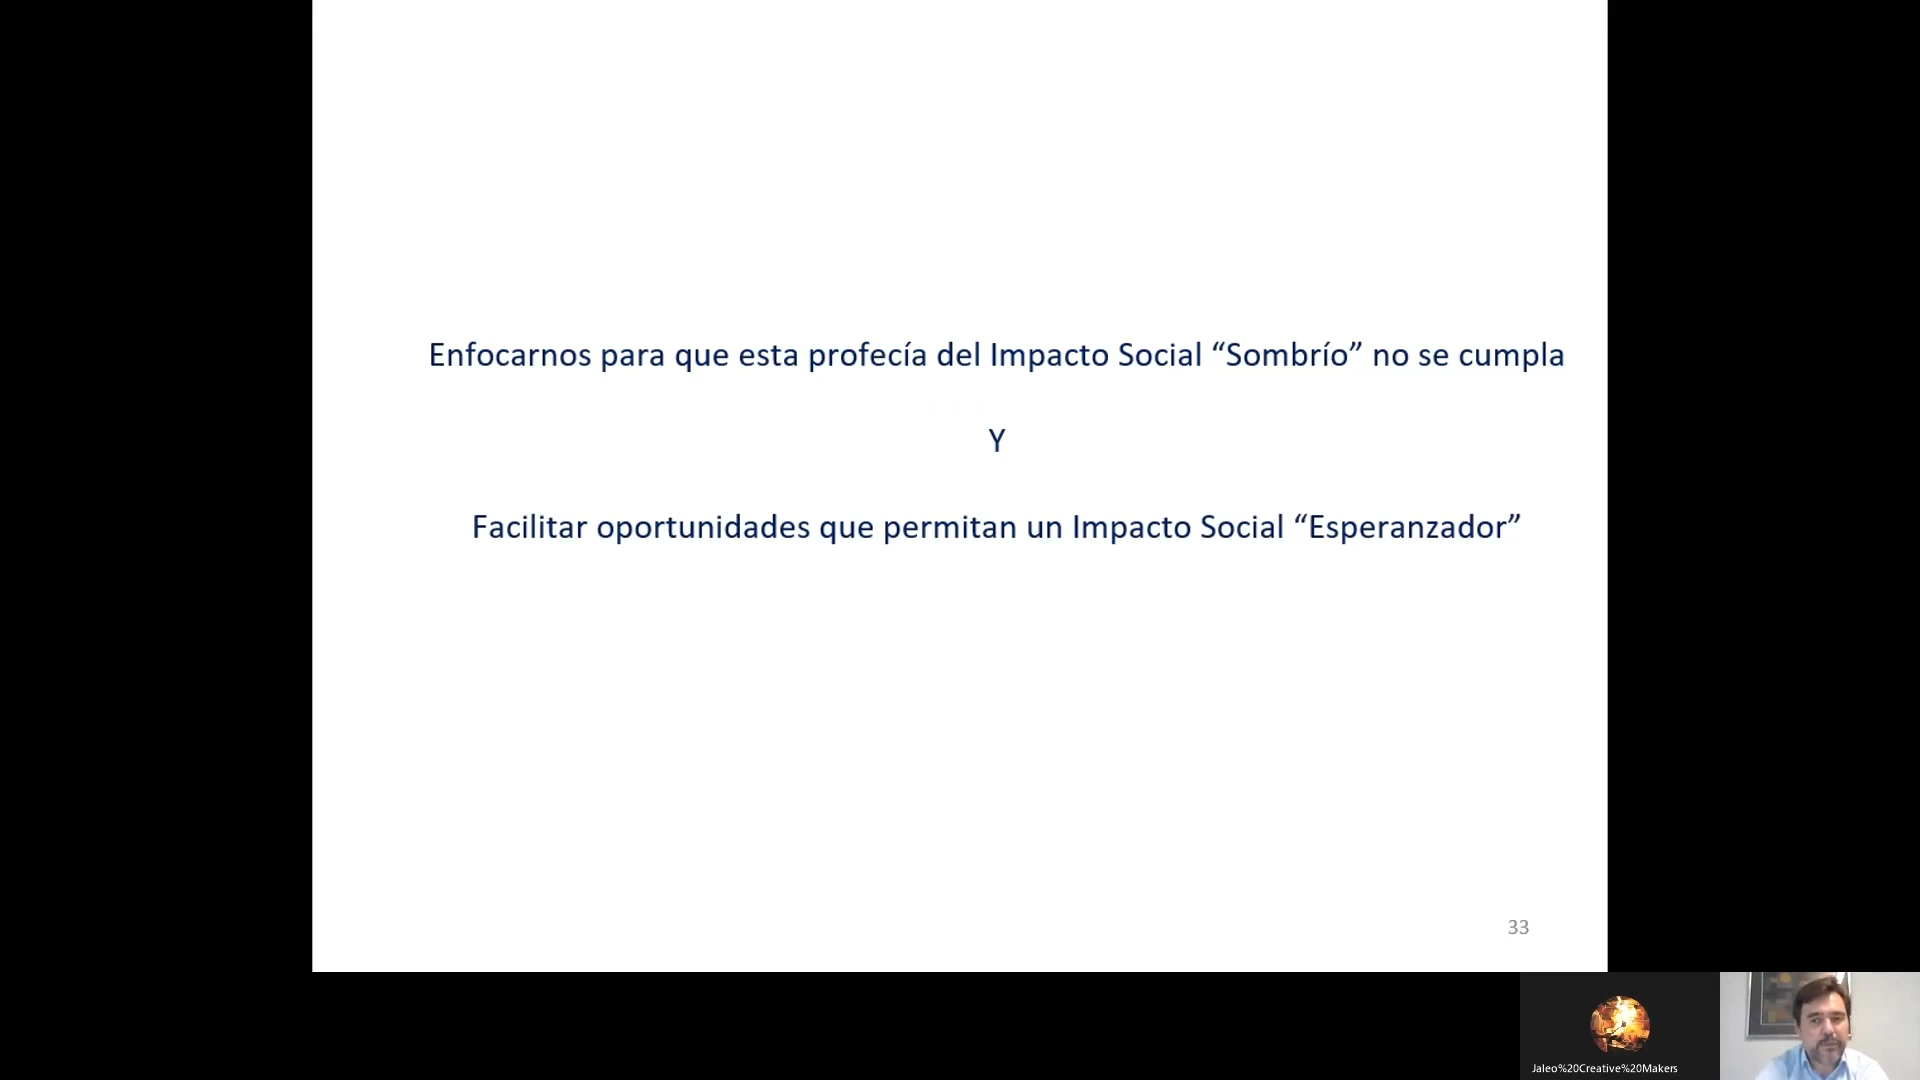 Enfocarnos para que esta profecía del Impacto Social “Sombrío” no se cumpla
Y
Facilitar oportunidades que permitan un Impacto Social “Esperanzador”
33
Jaleo%20Creative%20Makers